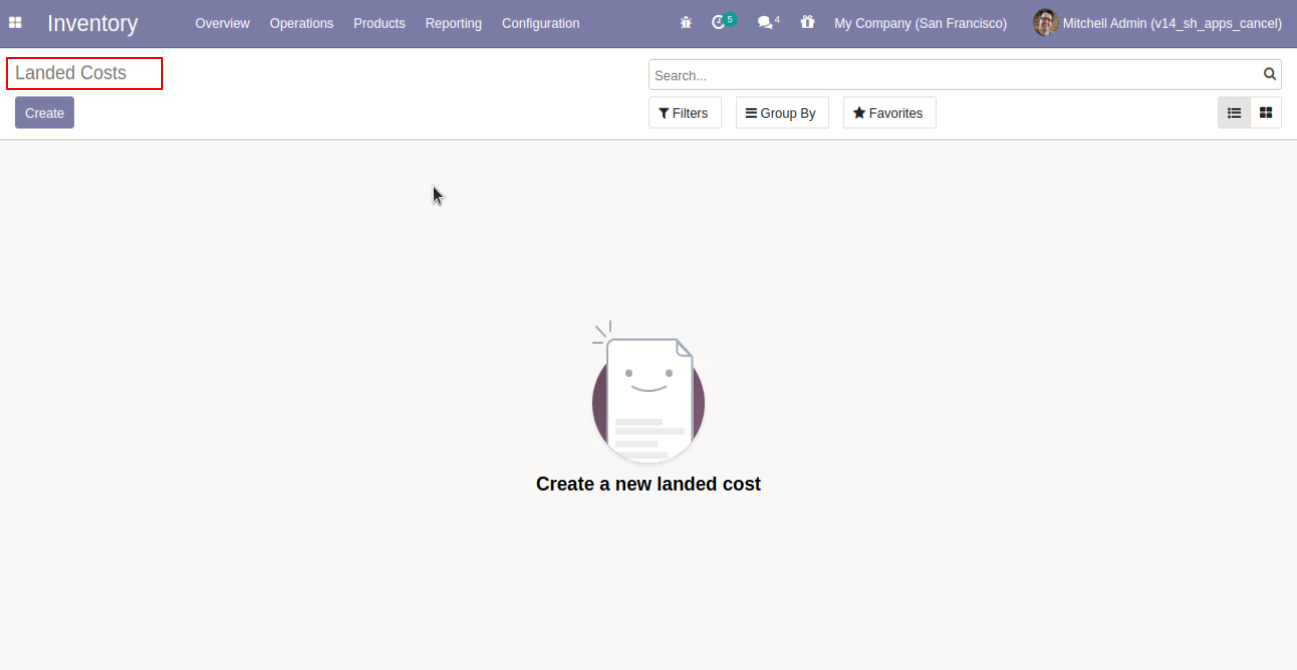 Inventory Overview Operations Products Reporting Configuration 5 4 My Company (San Francisco) Mitchell Admin (v14_sh_apps_cancel)
Landed Costs
Search...
Create
Filters Group By Favorites
Create a new landed cost